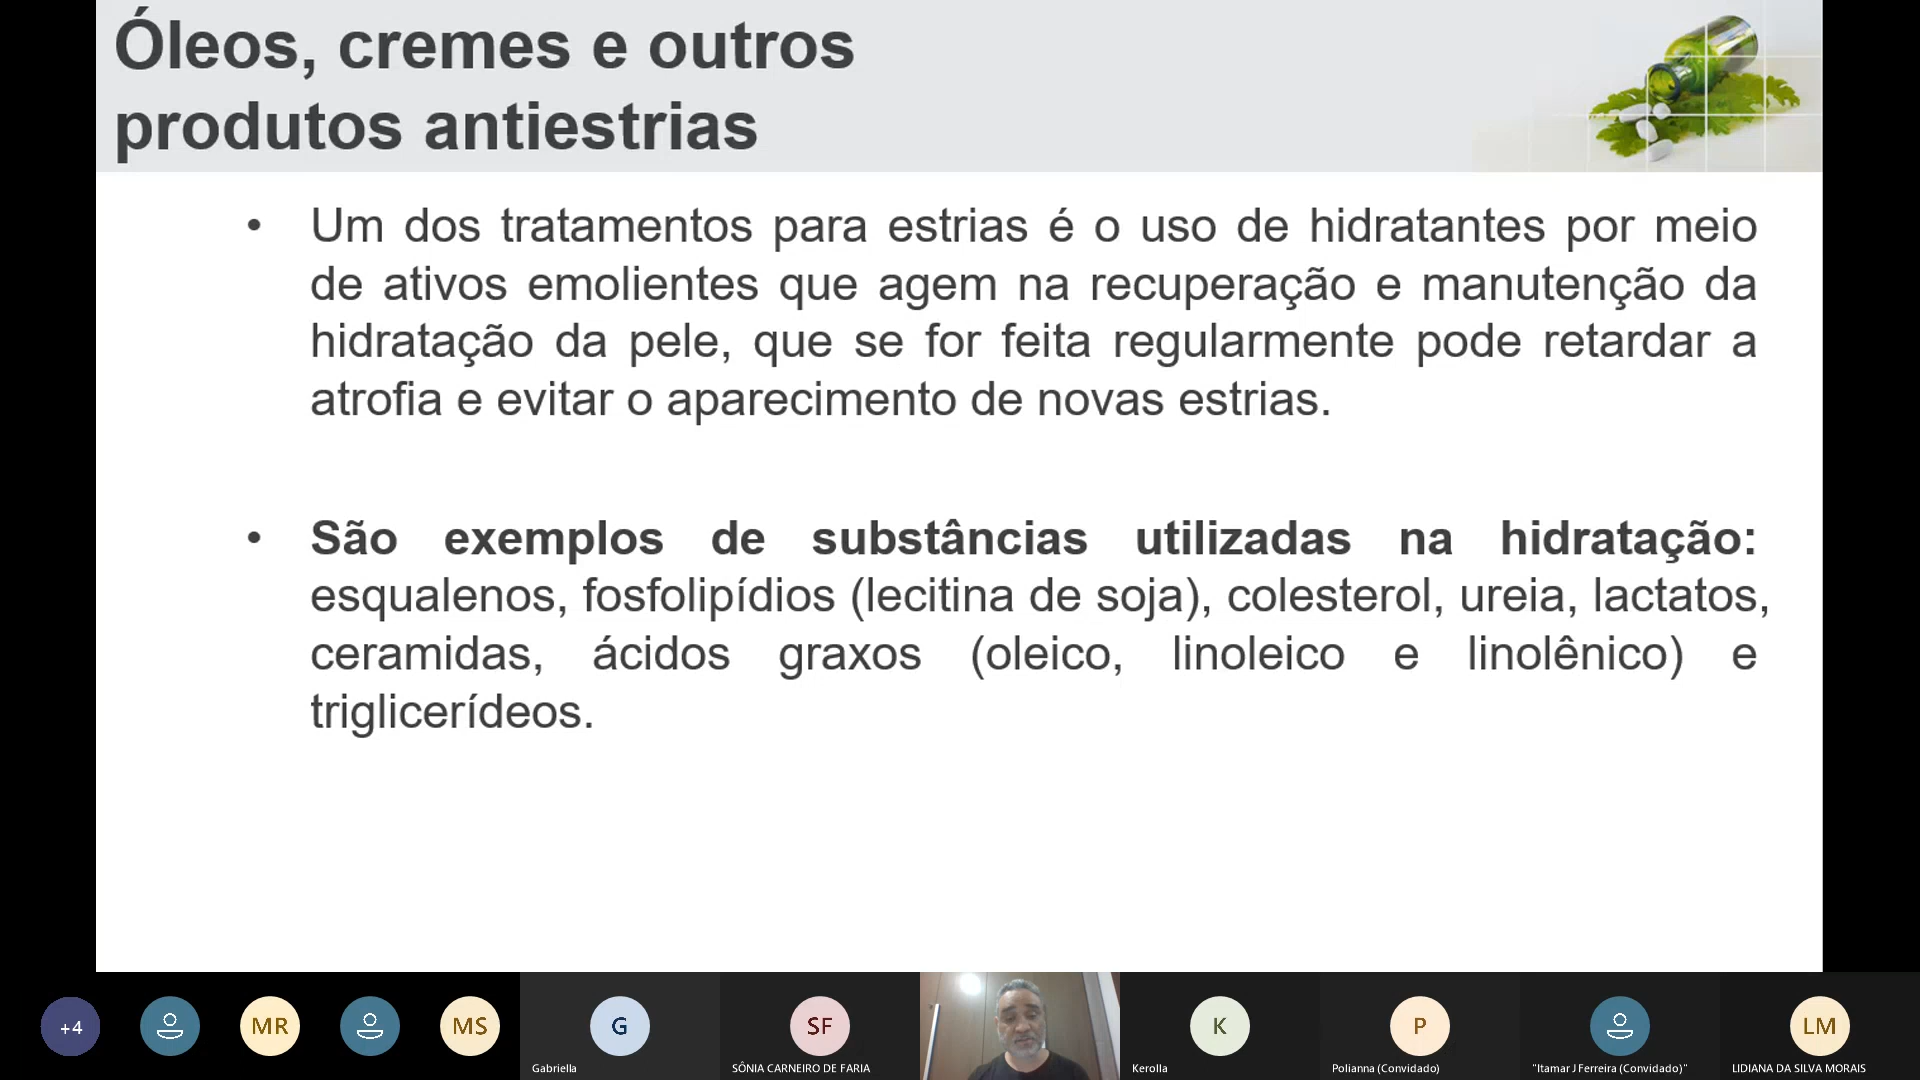 Óleos, cremes e outros
produtos antiestrias
• Um dos tratamentos para estrias é o uso de hidratantes por meio
de ativos emolientes que agem na recuperação e manutenção da
hidratação da pele, que se for feita regularmente pode retardar a
atrofia e evitar o aparecimento de novas estrias.
• São exemplos de substâncias utilizadas na hidratação:
esqualenos, fosfolipídios (lecitina de soja), colesterol, ureia, lactatos,
ceramidas, ácidos graxos (oleico, linoleico e linolênico) e
triglicerídeos.
+4
MR
MS
G
Gabriella
SF
SÔNIA CARNEIRO DE FARIA
K
Kerolla
P
Polianna (Convidado)
"Itamar J Ferreira (Convidado)"
LM
LIDIANA DA SILVA MORAIS